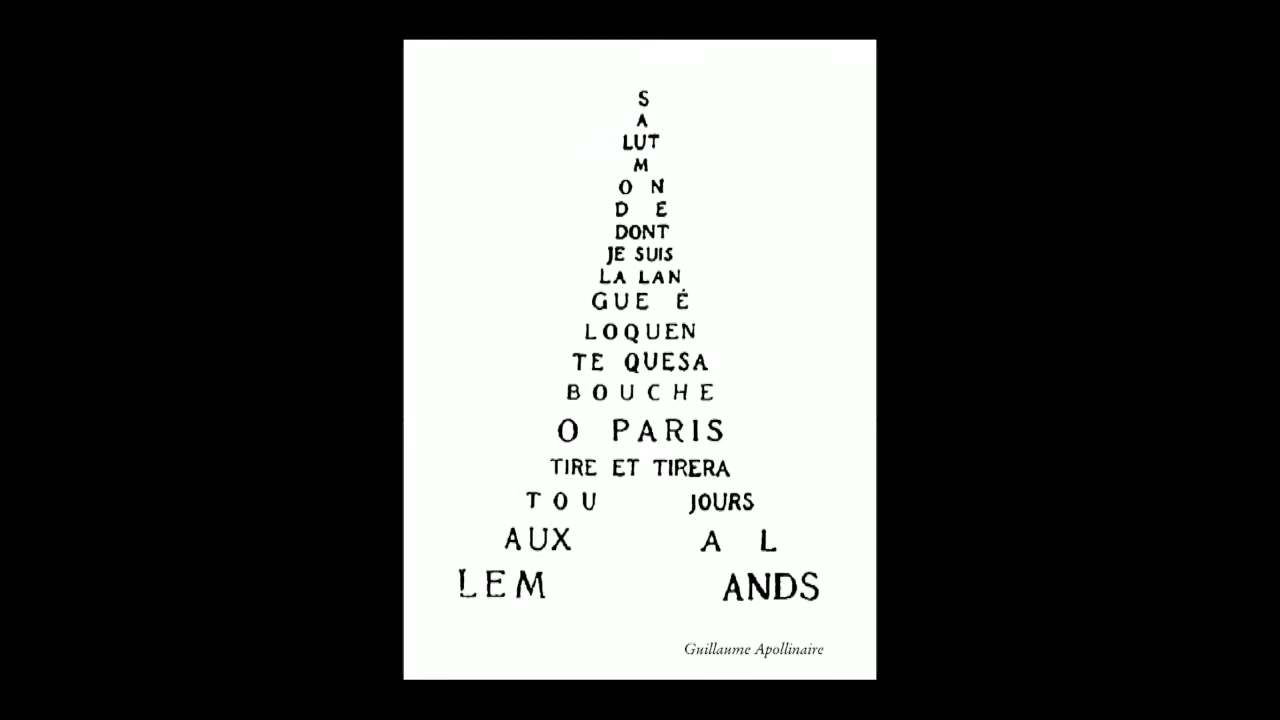 S
A
LUT
M
O N
D E
DONT
JE SUIS
LA LAN
GUE É
LOQUEN
TE QUESA
BOUCHE
O PARIS
TIRE ET TIRERA
TOU JOURS
AUX AL
LEM ANDS
Guillaume Apollinaire